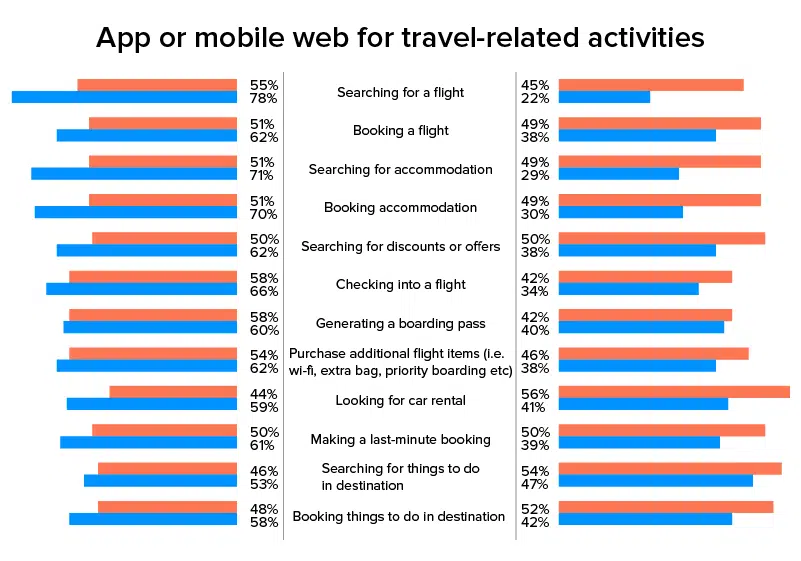 App or mobile web for travel-related activities
55% 45%
78% Searching for a flight 22%
51% 49%
62% Booking a flight 38%
51% 49%
71% Searching for accommodation 29%
51% 49%
70% Booking accommodation 30%
50% 50%
62% Searching for discounts or offers 38%
58% 42%
66% Checking into a flight 34%
58% 42%
60% Generating a boarding pass 40%
54% Purchase additional flight items (i.e. 46%
62% wi-fi, extra bag, priority boarding etc) 38%
44% 56%
59% Looking for car rental 41%
50% 50%
61% Making a last-minute booking 39%
46% Searching for things to do 54%
53% in destination 47%
48% 52%
58% Booking things to do in destination 42%